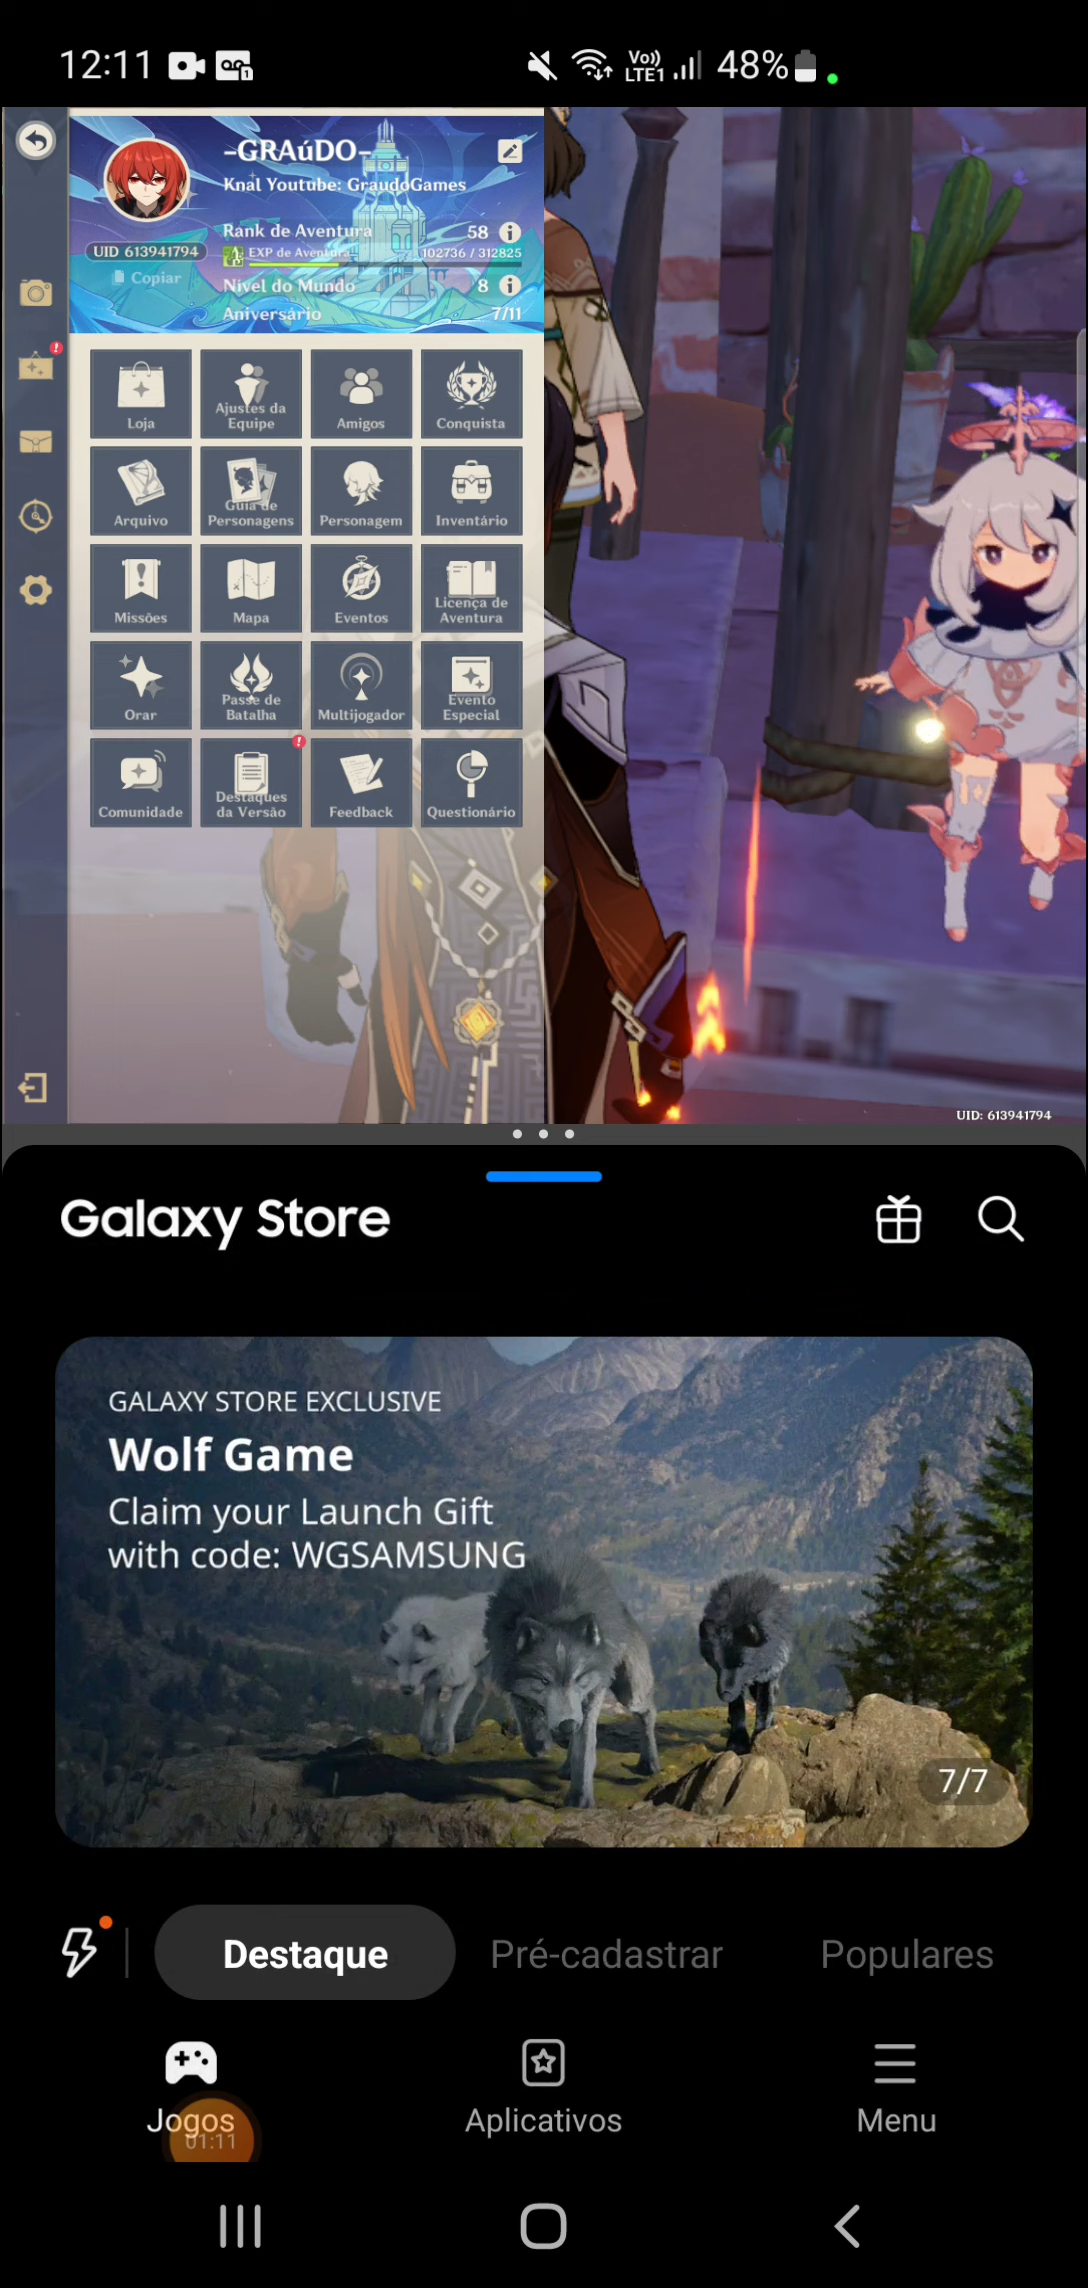 12:11
Vo)) LTE1
48%
-GRAúDO-
Knal Youtube: GraudoGames
Rank de Aventura 58
UID 613941794
EXP de Aventura 102736 / 312825
Copiar
Nível do Mundo 8
Aniversário 7/11
Loja
Ajustes da Equipe
Amigos
Conquista
Arquivo
Guia de Personagens
Personagem
Inventário
Missões
Mapa
Eventos
Licença de Aventura
Orar
Passe de Batalha
Multijogador
Evento Especial
Comunidade
Destaques da Versão
Feedback
Questionário
UID: 613941794
Galaxy Store
GALAXY STORE EXCLUSIVE
Wolf Game
Claim your Launch Gift
with code: WGSAMSUNG
7/7
Destaque
Pré-cadastrar
Populares
Jogos
Aplicativos
Menu
01:11